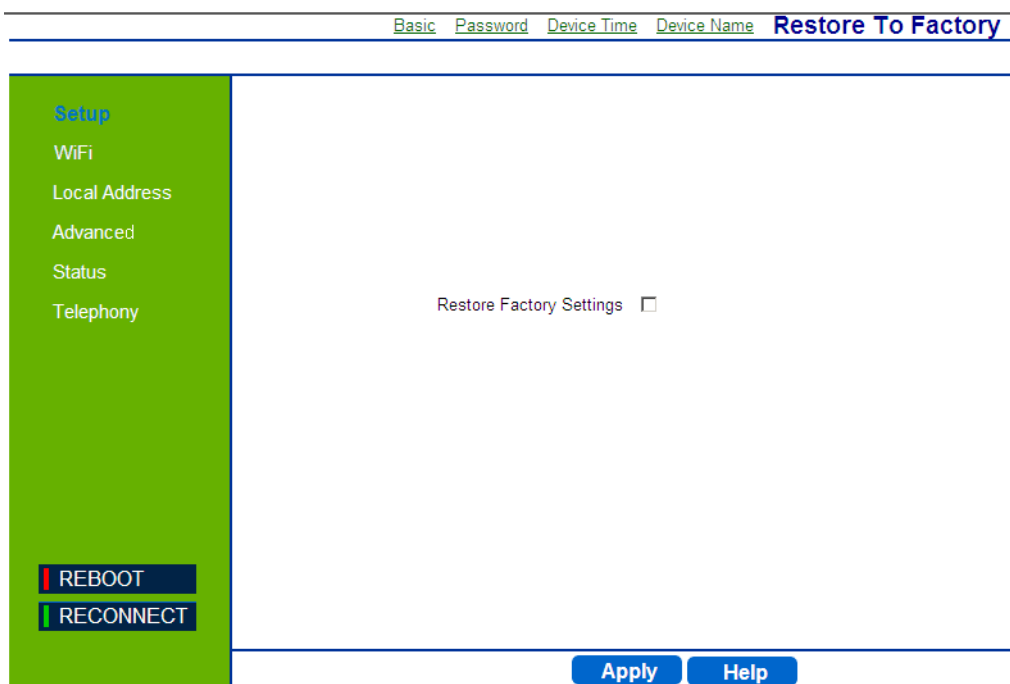 Basic Password Device Time Device Name Restore To Factory
Setup
WiFi
Local Address
Advanced
Status
Telephony
Restore Factory Settings
REBOOT
RECONNECT
Apply Help